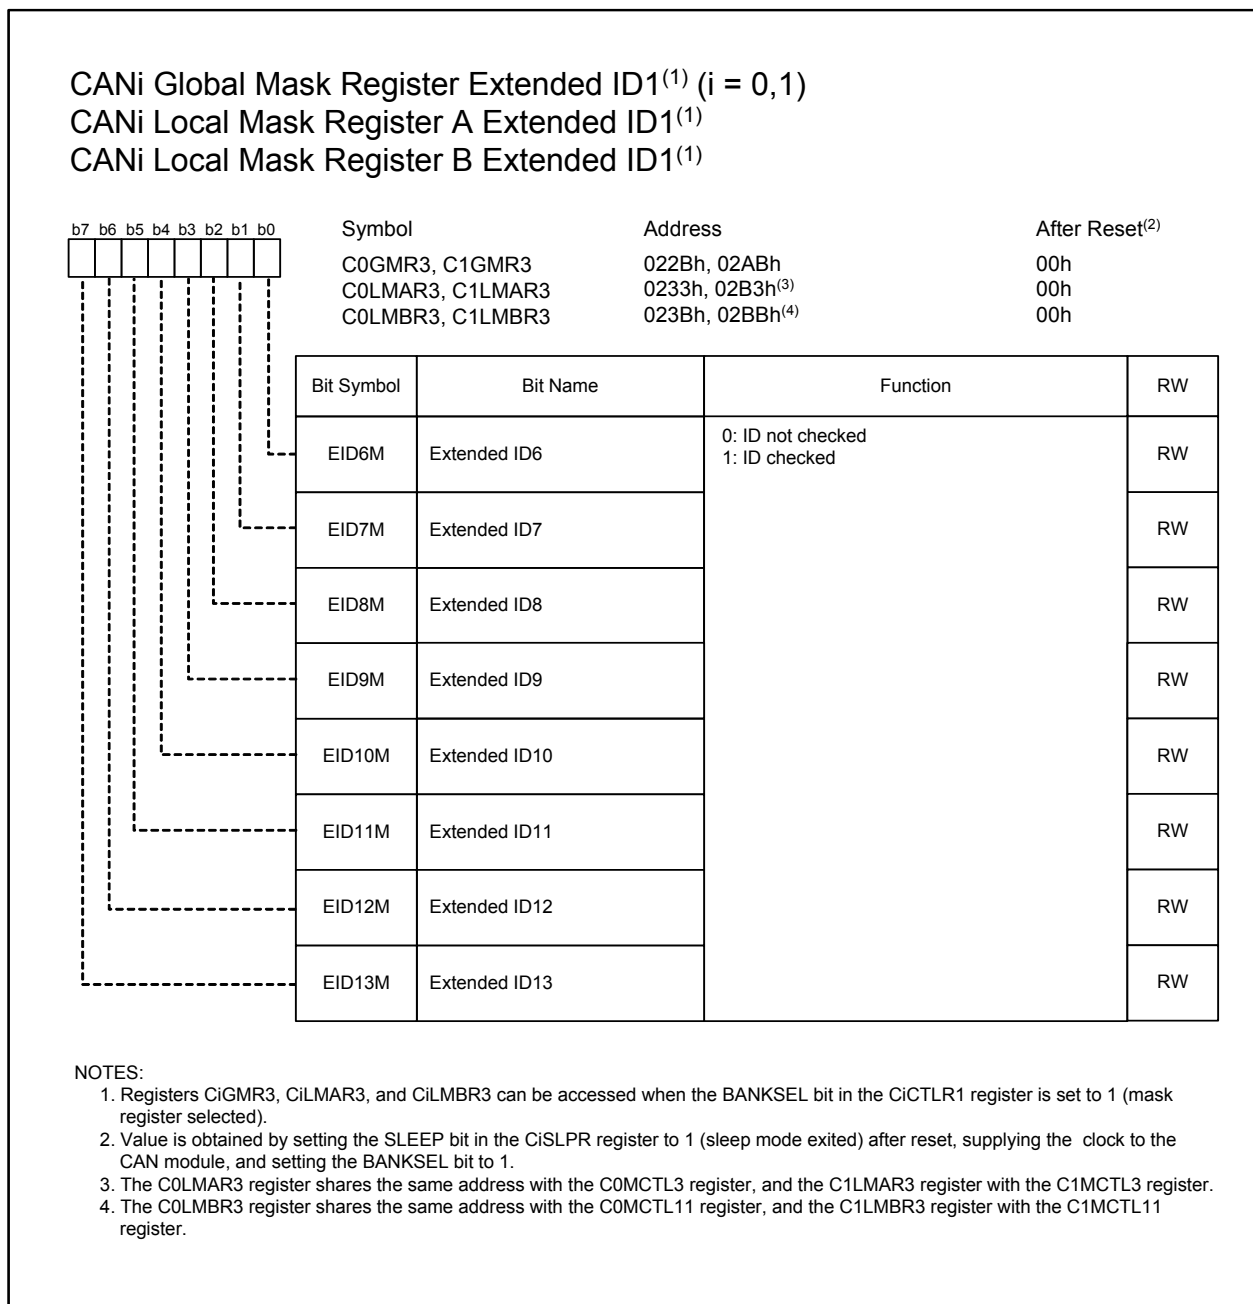 CANi Global Mask Register Extended ID1(1) (i = 0,1)
CANi Local Mask Register A Extended ID1(1)
CANi Local Mask Register B Extended ID1(1)
b7 b6 b5 b4 b3 b2 b1 b0
Symbol Address After Reset(2)
C0GMR3, C1GMR3 022Bh, 02ABh 00h
C0LMAR3, C1LMAR3 0233h, 02B3h(3) 00h
C0LMBR3, C1LMBR3 023Bh, 02BBh(4) 00h
Bit Symbol Bit Name Function RW
EID6M Extended ID6 0: ID not checked RW
1: ID checked
EID7M Extended ID7 RW
EID8M Extended ID8 RW
EID9M Extended ID9 RW
EID10M Extended ID10 RW
EID11M Extended ID11 RW
EID12M Extended ID12 RW
EID13M Extended ID13 RW
NOTES:
1. Registers CiGMR3, CiLMAR3, and CiLMBR3 can be accessed when the BANKSEL bit in the CiCTLR1 register is set to 1 (mask
register selected).
2. Value is obtained by setting the SLEEP bit in the CiSLPR register to 1 (sleep mode exited) after reset, supplying the clock to the
CAN module, and setting the BANKSEL bit to 1.
3. The C0LMAR3 register shares the same address with the C0MCTL3 register, and the C1LMAR3 register with the C1MCTL3 register.
4. The C0LMBR3 register shares the same address with the C0MCTL11 register, and the C1LMBR3 register with the C1MCTL11
register.